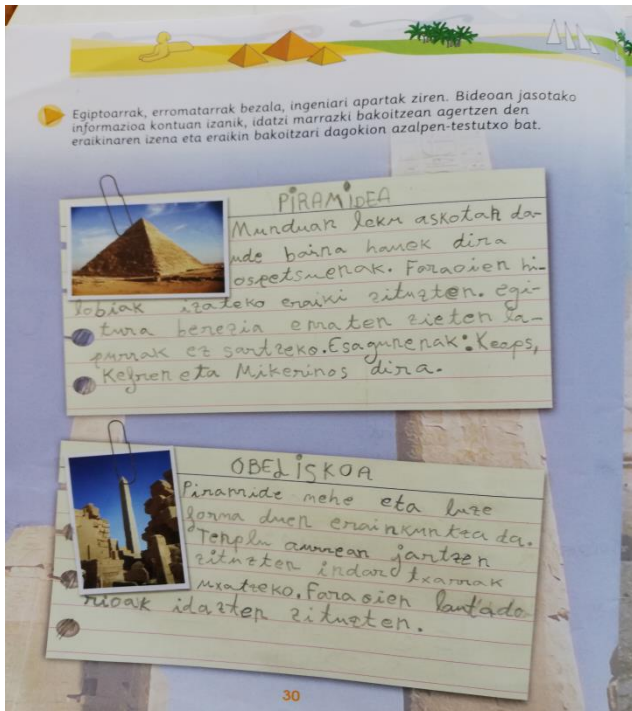 Egiptoarrak, erromatarrak bezala, ingeniari apartak ziren. Bideoan jasotako
informazioa kontuan izanik, idatzi marrazki bakoitzean agertzen den
eraikinaren izena eta eraikin bakoitzari dagokion azalpen-testutxo bat.
PIRAMIDEA
Munduan leku askotan da-
ude baina hauek dira
ospetsuenak. Faraoien hi-
lobiak izateko eraiki zituzten. egi-
tura berezia ematen zieten la-
purrak ez sartzeko. Esagunenak: Keops,
Kefren eta Mikerinos dira.
OBELISKOA
Piramide mehe eta luze
forma duen erainkuntza da.
Tenplu aurrean jartzen
zituzten indar txarrak
uxatzeko. Faraoien
rioak idazten zituzten.
30